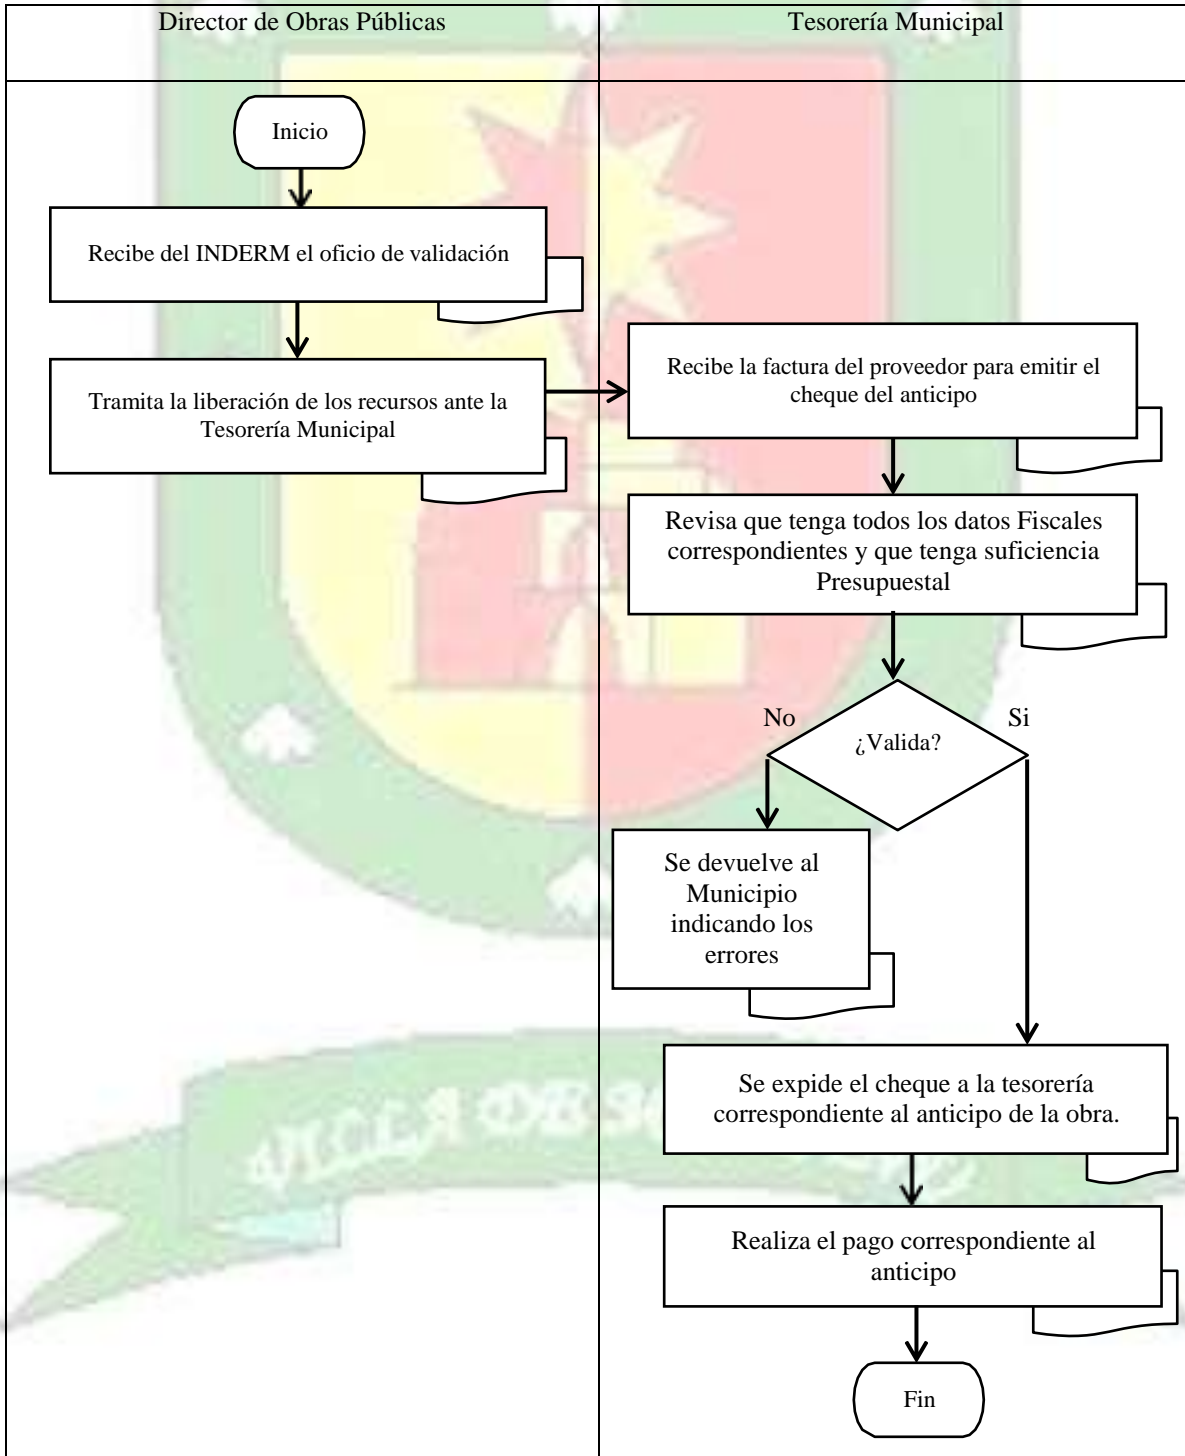 Director de Obras Públicas
Tesorería Municipal
Inicio
Recibe del INDERM el oficio de validación
Tramita la liberación de los recursos ante la
Tesorería Municipal
Recibe la factura del proveedor para emitir el
cheque del anticipo
Revisa que tenga todos los datos Fiscales
correspondientes y que tenga suficiencia
Presupuestal
No
Si
¿Valida?
Se devuelve al
Municipio
indicando los
errores
Se expide el cheque a la tesorería
correspondiente al anticipo de la obra.
Realiza el pago correspondiente al
anticipo
Fin